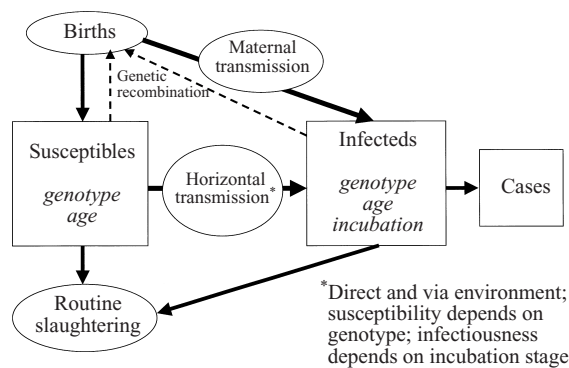 Births
Maternal
transmission
Genetic
recombination
Susceptibles
genotype
age
Horizontal
transmission*
Infecteds
genotype
age
incubation
Cases
Routine
slaughtering
*Direct and via environment;
susceptibility depends on
genotype; infectiousness
depends on incubation stage